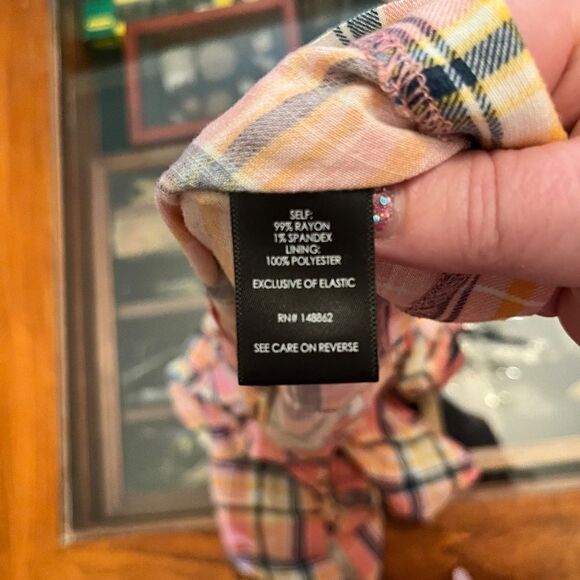 SELF:
99% RAYON
1% SPANDEX
LINING:
100% POLYESTER
EXCLUSIVE OF ELASTIC
RN# 148862
SEE CARE ON REVERSE